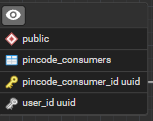 public
pincode_consumers
pincode_consumer_id uuid
user_id uuid